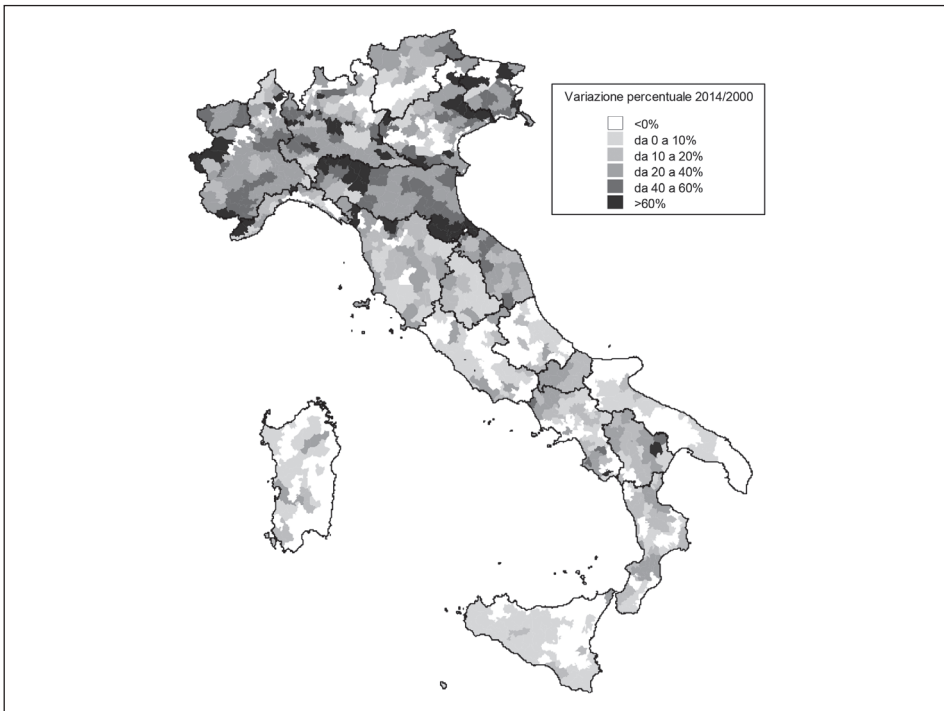 Variazione percentuale 2014/2000
<0%
da 0 a 10%
da 10 a 20%
da 20 a 40%
da 40 a 60%
>60%